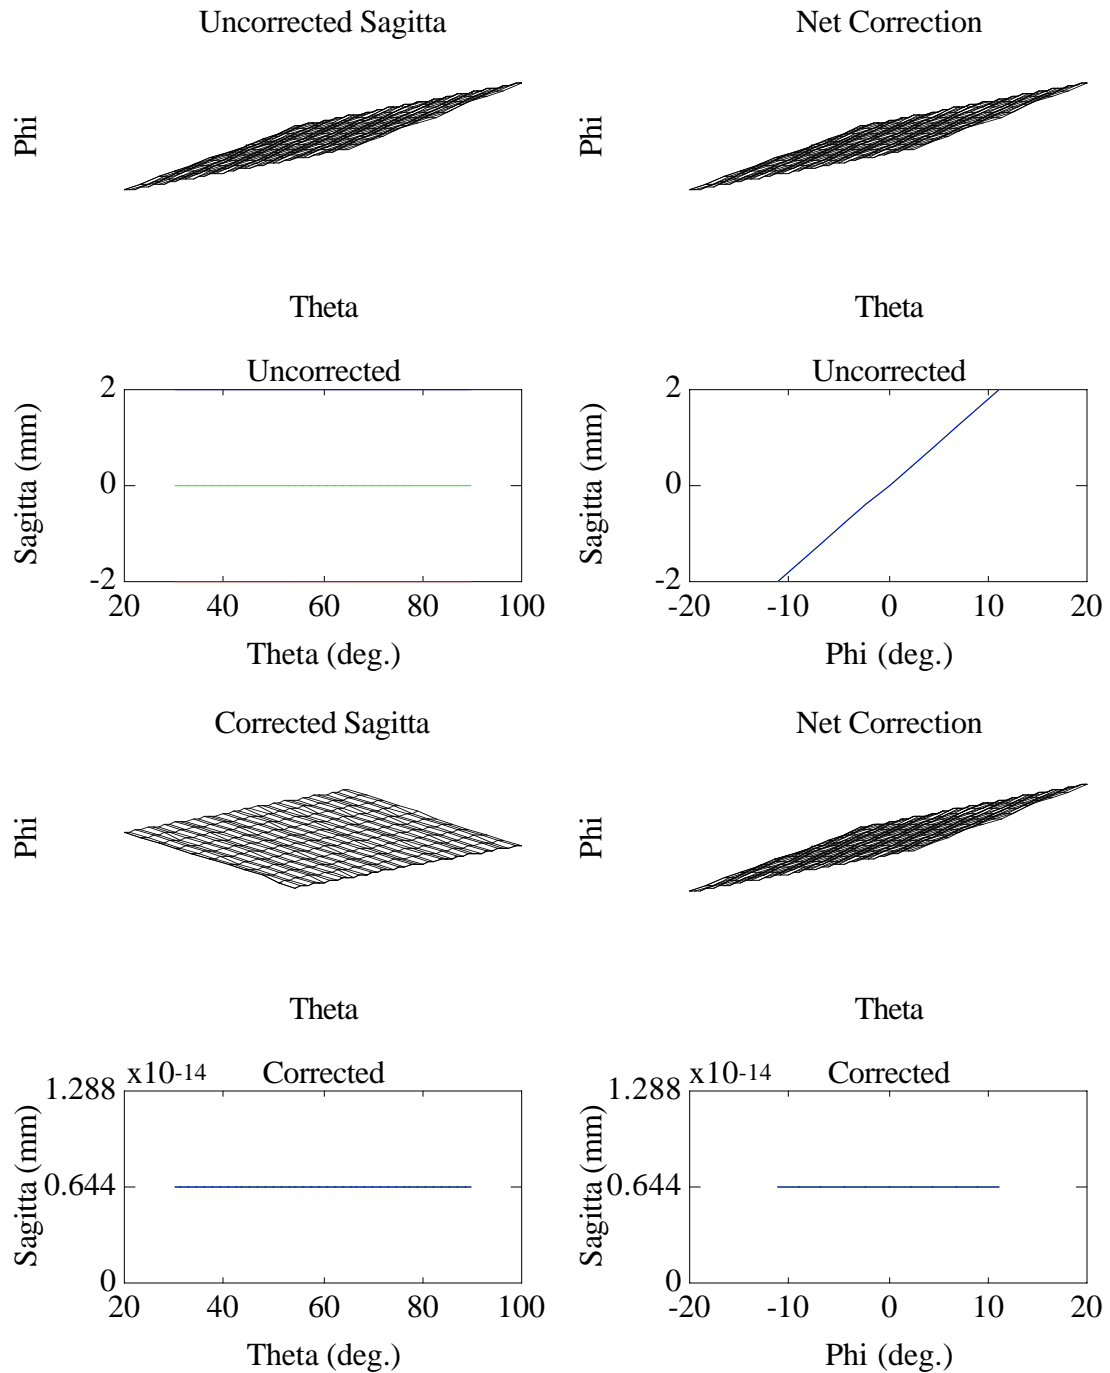 Uncorrected Sagitta
Net Correction
Phi
Phi
Theta
Theta
Uncorrected
2
0
-2
Sagitta (mm)
20 40 60 80 100
Theta (deg.)
Uncorrected
2
0
-2
Sagitta (mm)
-20 -10 0 10 20
Phi (deg.)
Corrected Sagitta
Net Correction
Phi
Phi
Theta
Theta
x10-14 Corrected
1.288
0.644
0
Sagitta (mm)
20 40 60 80 100
Theta (deg.)
x10-14 Corrected
1.288
0.644
0
Sagitta (mm)
-20 -10 0 10 20
Phi (deg.)